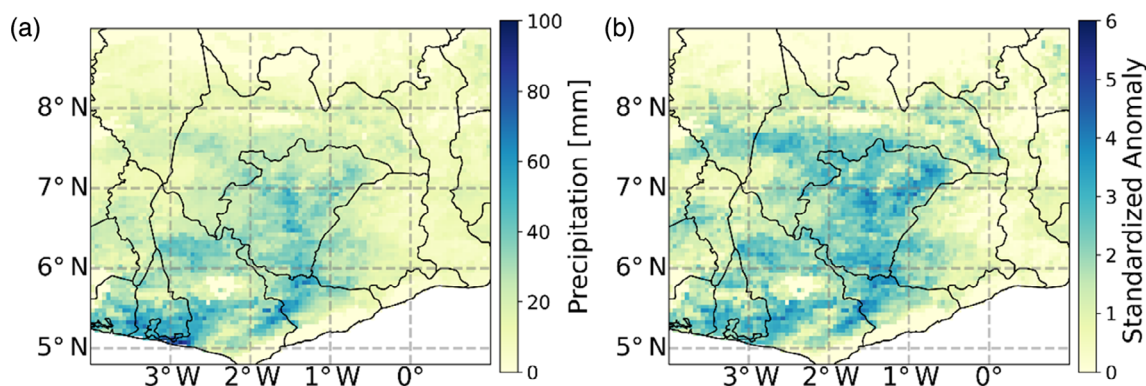 (a)
8° N
7° N
6° N
5° N
3°W
2°W
1°W
0°
100
80
60
40
20
0
Precipitation [mm]
(b)
8° N
7° N
6° N
5° N
3°W
2°W
1°W
0°
6
5
4
3
2
1
0
Standardized Anomaly